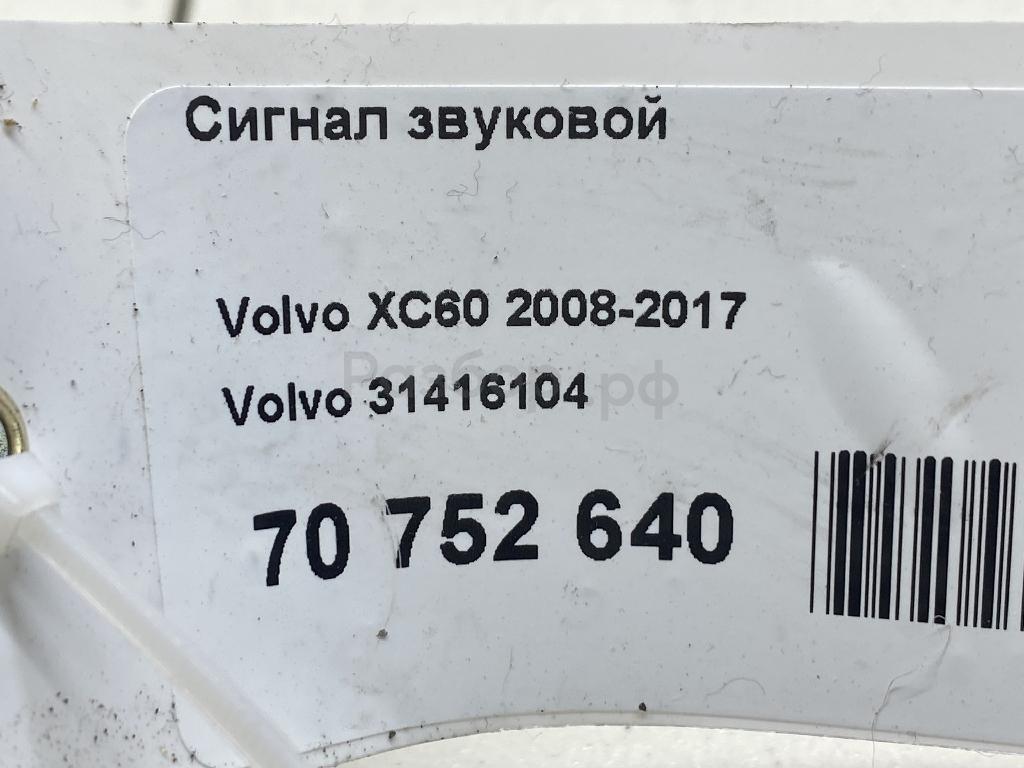 Сигнал звуковой
Volvo XC60 2008-2017
Volvo 31416104
70 752 640